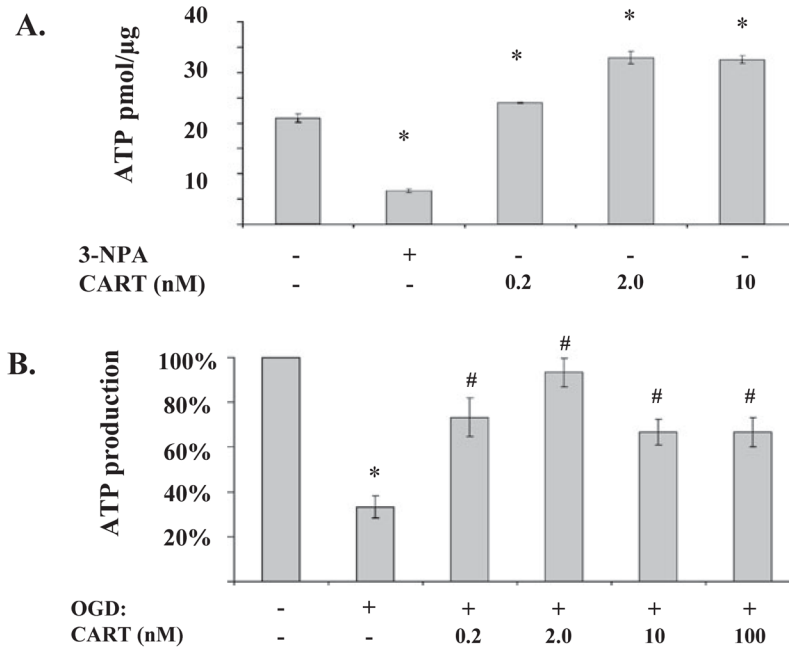 A.
ATP pmol/µg
40
30
20
10
*
*
*
*
3-NPA - + - - -
CART (nM) - - 0.2 2.0 10
B.
ATP production
100%
80%
60%
40%
20%
*
#
#
#
#
OGD: - + + + + +
CART (nM) - - 0.2 2.0 10 100